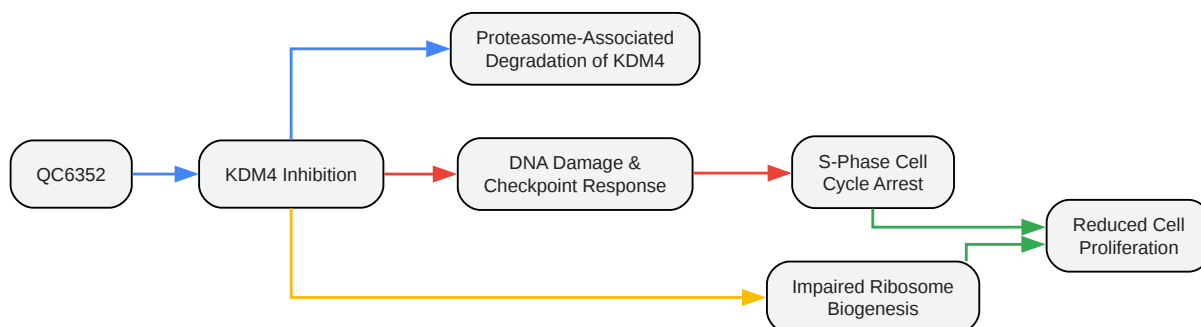 Proteasome-Associated
Degradation of KDM4
QC6352
KDM4 Inhibition
DNA Damage &
Checkpoint Response
S-Phase Cell
Cycle Arrest
Reduced Cell
Proliferation
Impaired Ribosome
Biogenesis